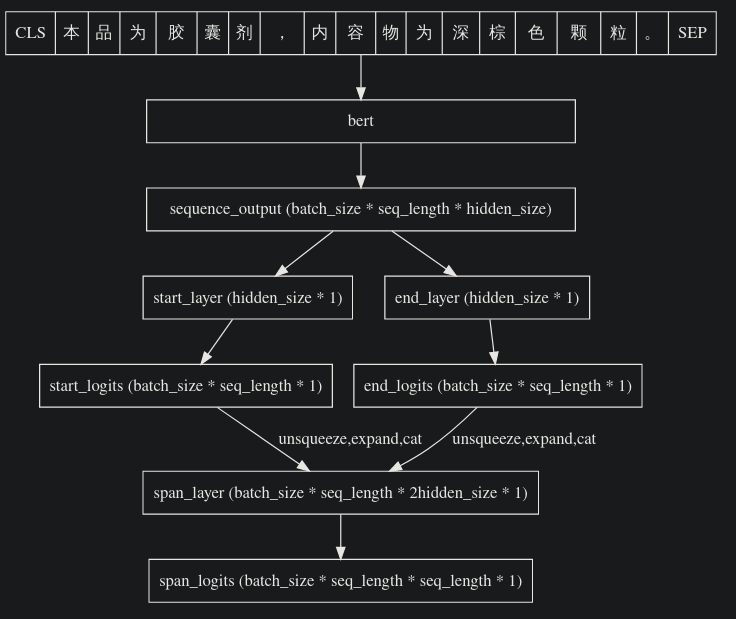 CLS 本 品 为 胶 囊 剂 ， 内 容 物 为 深 棕 色 颗 粒 。 SEP
bert
sequence_output (batch_size * seq_length * hidden_size)
start_layer (hidden_size * 1)
end_layer (hidden_size * 1)
start_logits (batch_size * seq_length * 1)
end_logits (batch_size * seq_length * 1)
unsqueeze,expand,cat
unsqueeze,expand,cat
span_layer (batch_size * seq_length * 2hidden_size * 1)
span_logits (batch_size * seq_length * seq_length * 1)